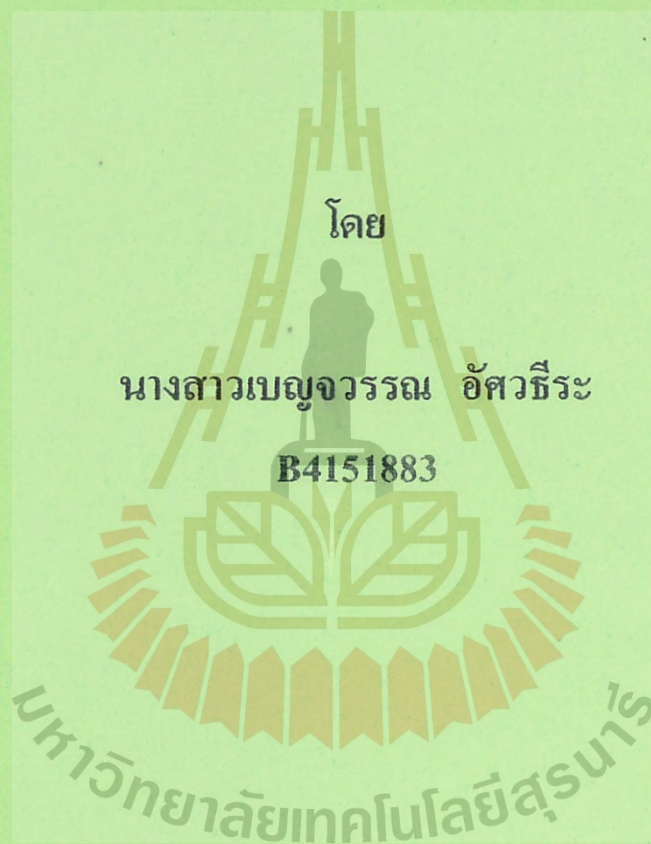 โดย
นางสาวเบญจวรรณ อัศวธีระ
B4151883
มหาวิทยาลัยเทคโนโลยีสุรนารี